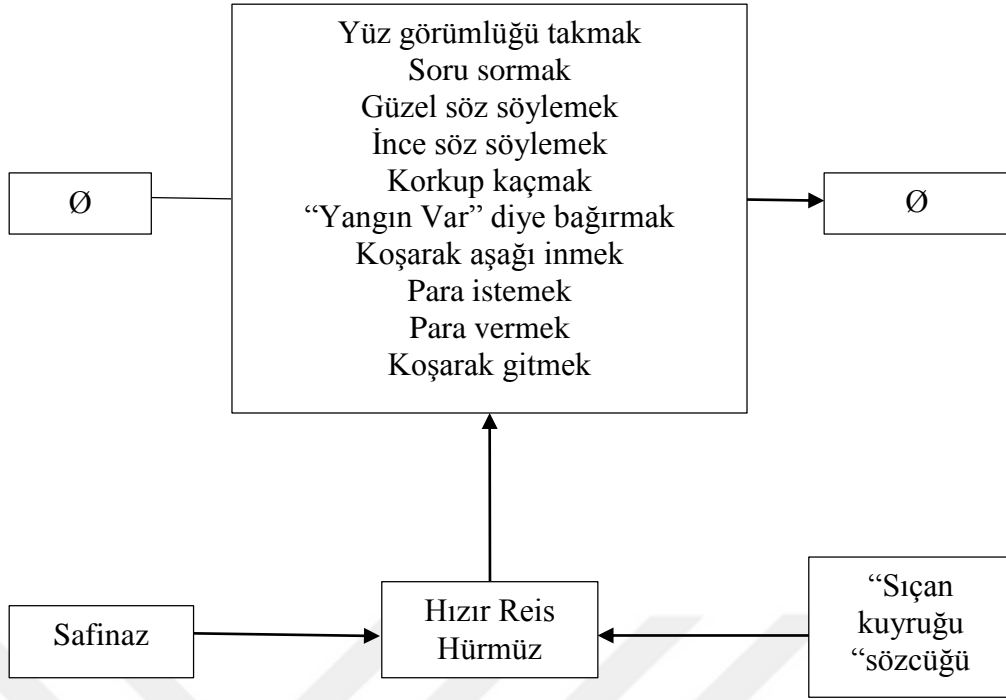 Yüz görümlüğü takmak
Soru sormak
Güzel söz söylemek
İnce söz söylemek
Korkup kaçmak
“Yangın Var” diye bağırmak
Koşarak aşağı inmek
Para istemek
Para vermek
Koşarak gitmek
Ø
Ø
Safinaz
Hızır Reis
Hürmüz
“Sıçan
kuyruğu
“sözcüğü